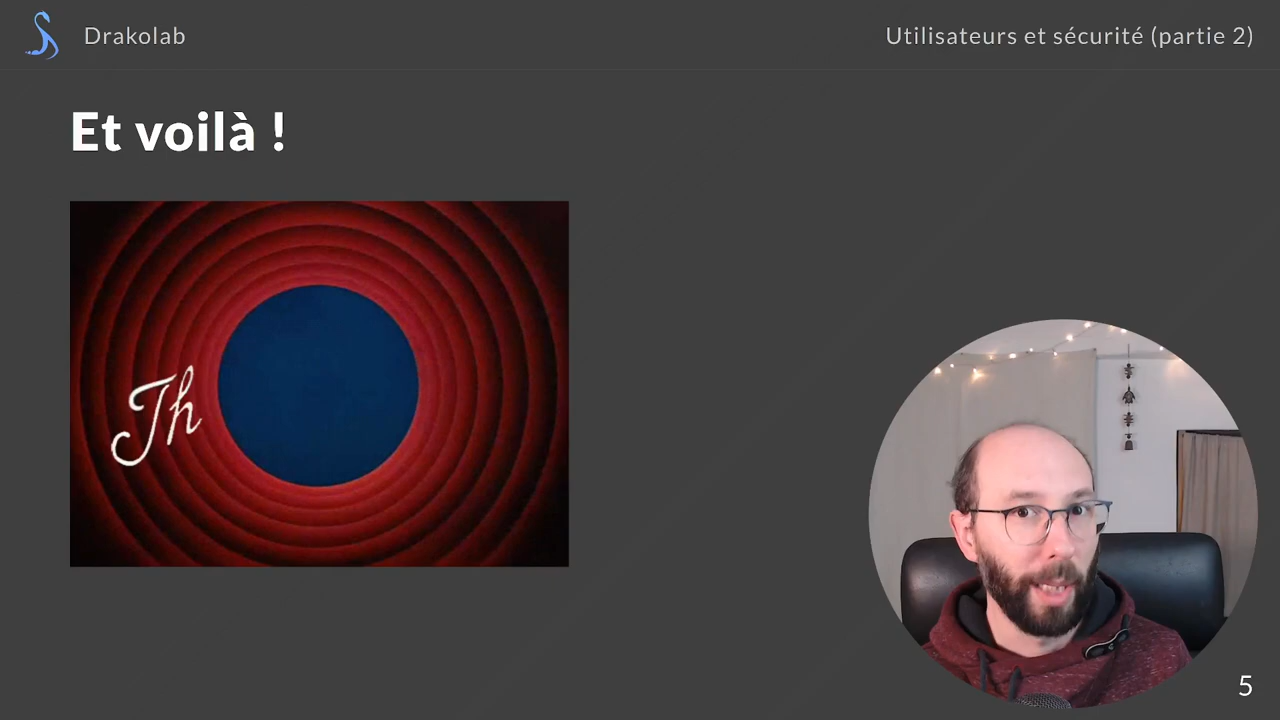 Drakolab
Utilisateurs et sécurité (partie 2)
Et voilà !
Th
5